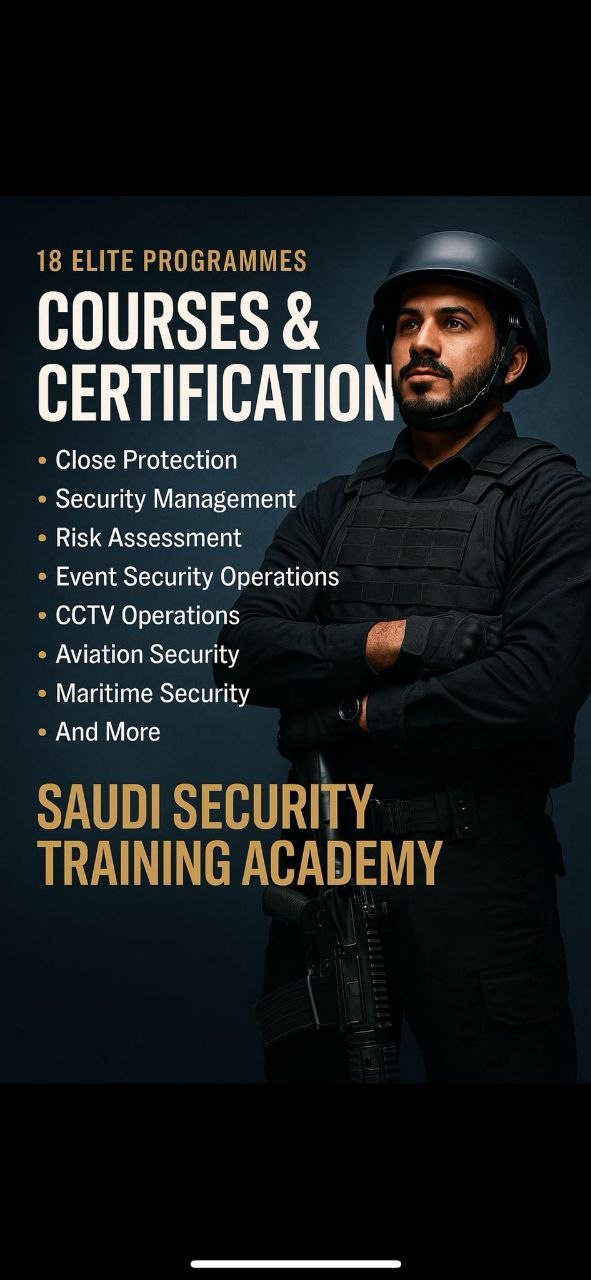 18 ELITE PROGRAMMES
COURSES &
CERTIFICATION
• Close Protection
• Security Management
• Risk Assessment
• Event Security Operations
• CCTV Operations
• Aviation Security
• Maritime Security
• And More
SAUDI SECURITY
TRAINING ACADEMY